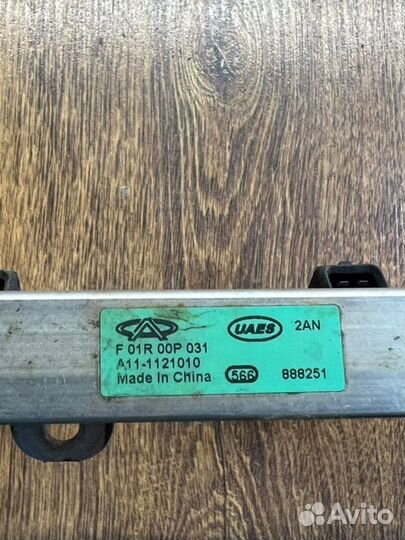 UAES 2AN
F 01R 00P 031
A11-1121010
Made In China 566 888251
Avito